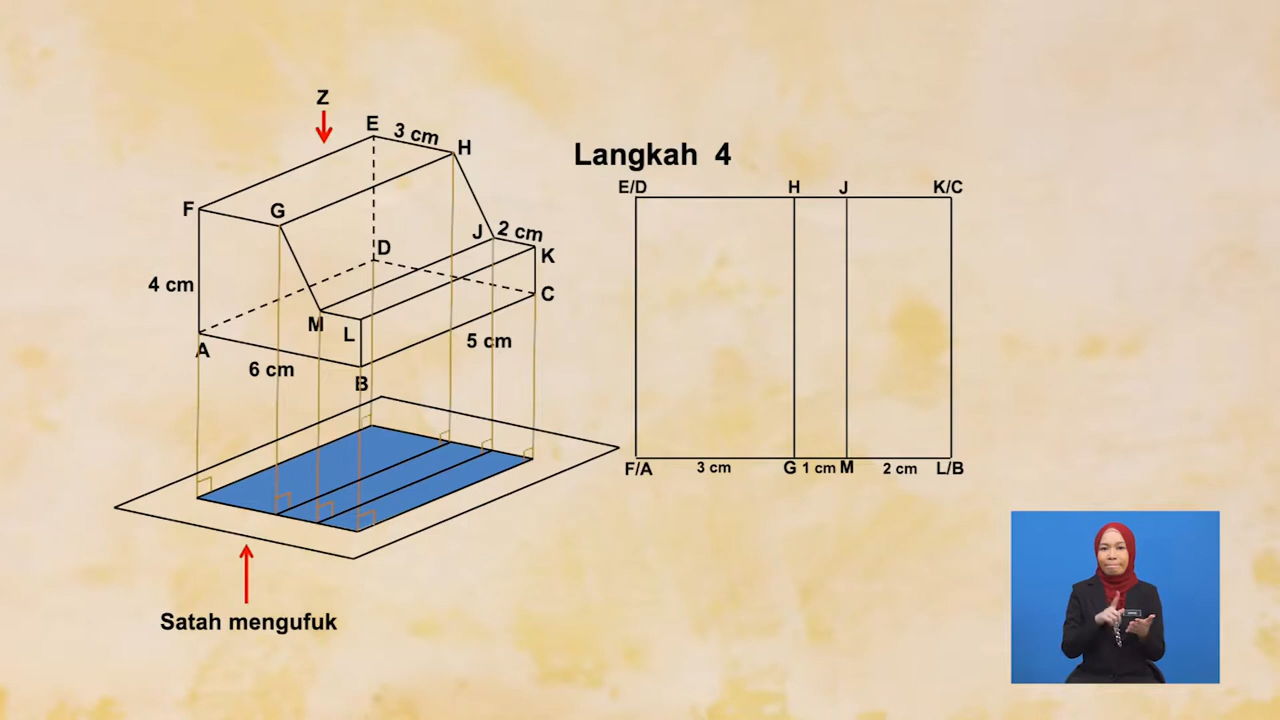 Z
E
3 cm
H
F
G
J
2 cm
D
K
4 cm
C
M
L
A
5 cm
6 cm
B
Satah mengufuk
Langkah 4
E/D
H
J
K/C
F/A
3 cm
G
1 cm
M
2 cm
L/B